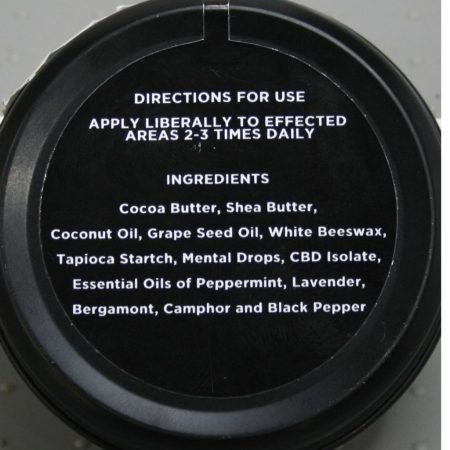 DIRECTIONS FOR USE
APPLY LIBERALLY TO EFFECTED
AREAS 2-3 TIMES DAILY
INGREDIENTS
Cocoa Butter, Shea Butter,
Coconut Oil, Grape Seed Oil, White Beeswax,
Tapioca Startch, Mental Drops, CBD Isolate,
Essential Oils of Peppermint, Lavender,
Bergamont, Camphor and Black Pepper